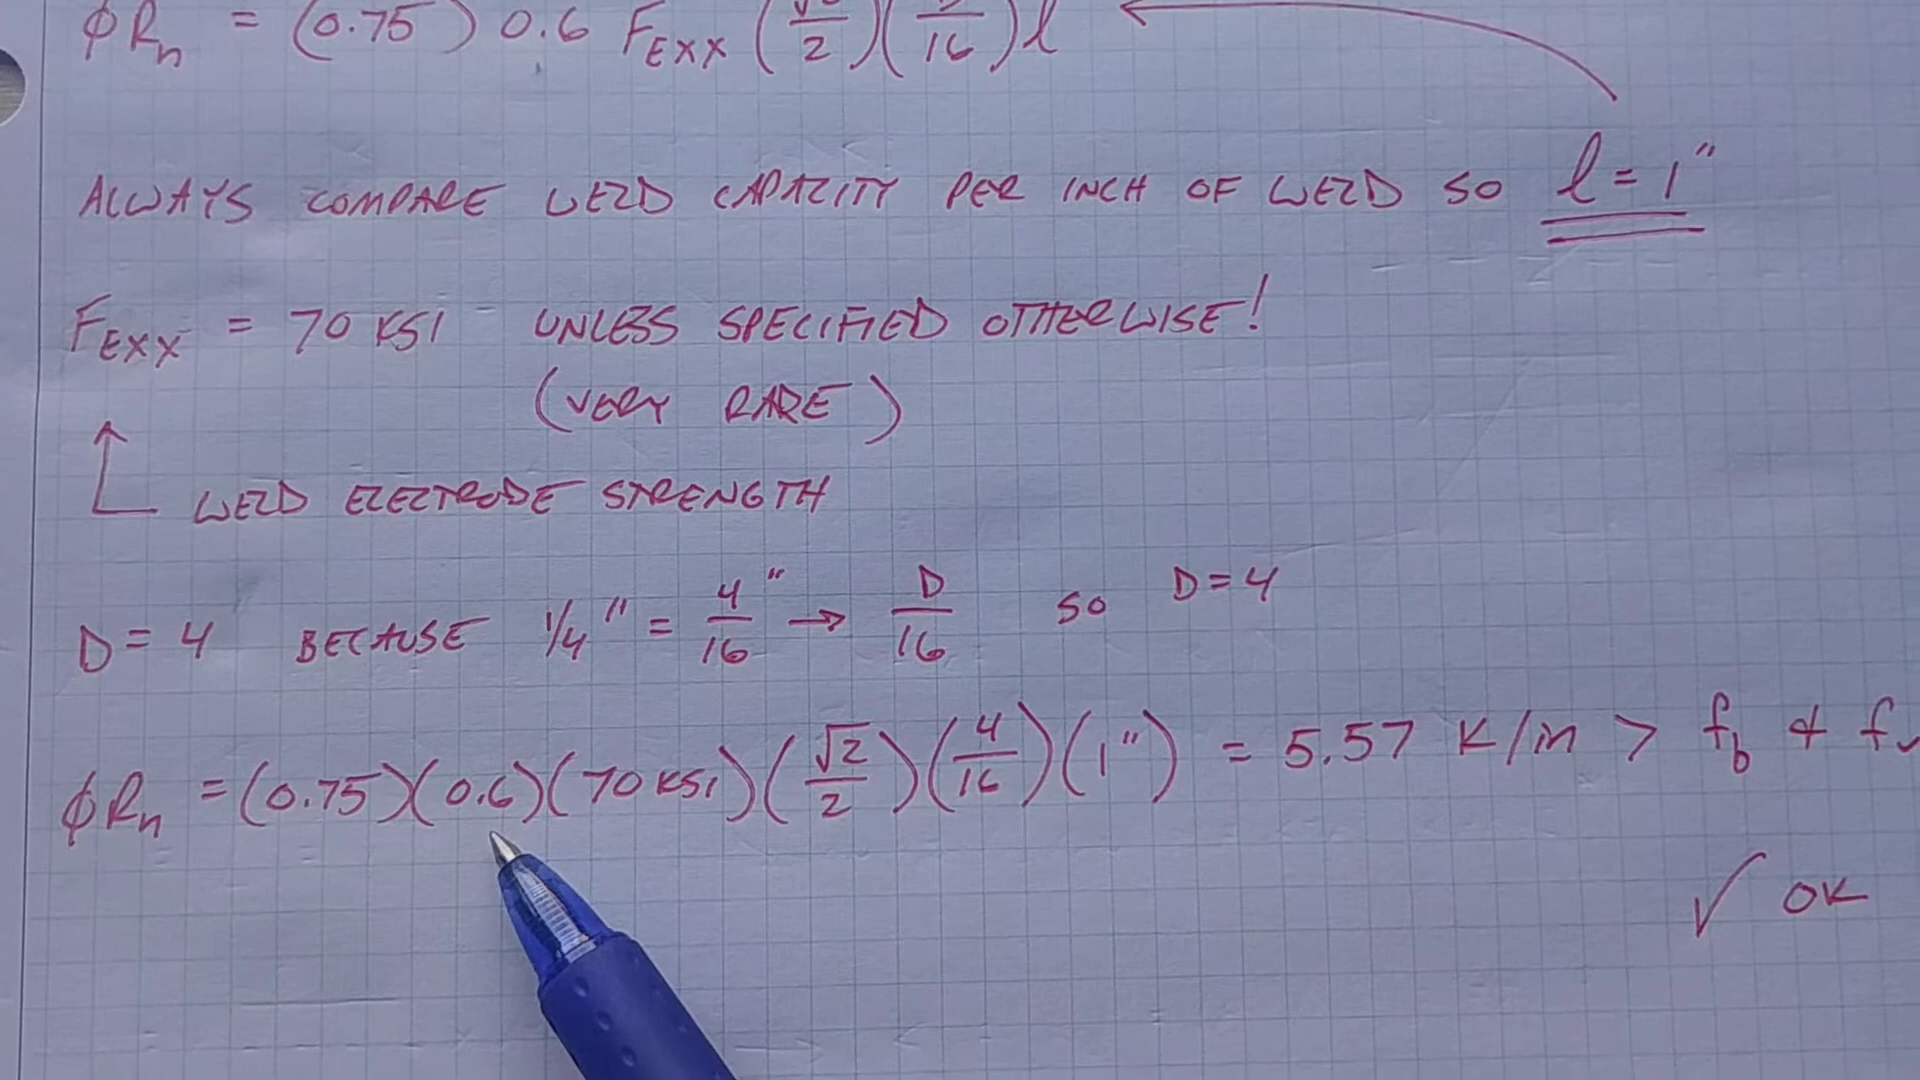 ϕRn = (0.75) 0.6 FEXX (√2/2)(D/16) l
ALWAYS COMPARE WELD CAPACITY PER INCH OF WELD SO l = 1"
FEXX = 70 KSI UNLESS SPECIFIED OTHERWISE!
(VERY RARE)
WELD ELECTRODE STRENGTH
D = 4 BECAUSE 1/4" = 4/16" → D/16 SO D = 4
ϕRn = (0.75)(0.6)(70 KSI)(√2/2)(4/16)(1") = 5.57 K/in > fb & fv
✓ OK